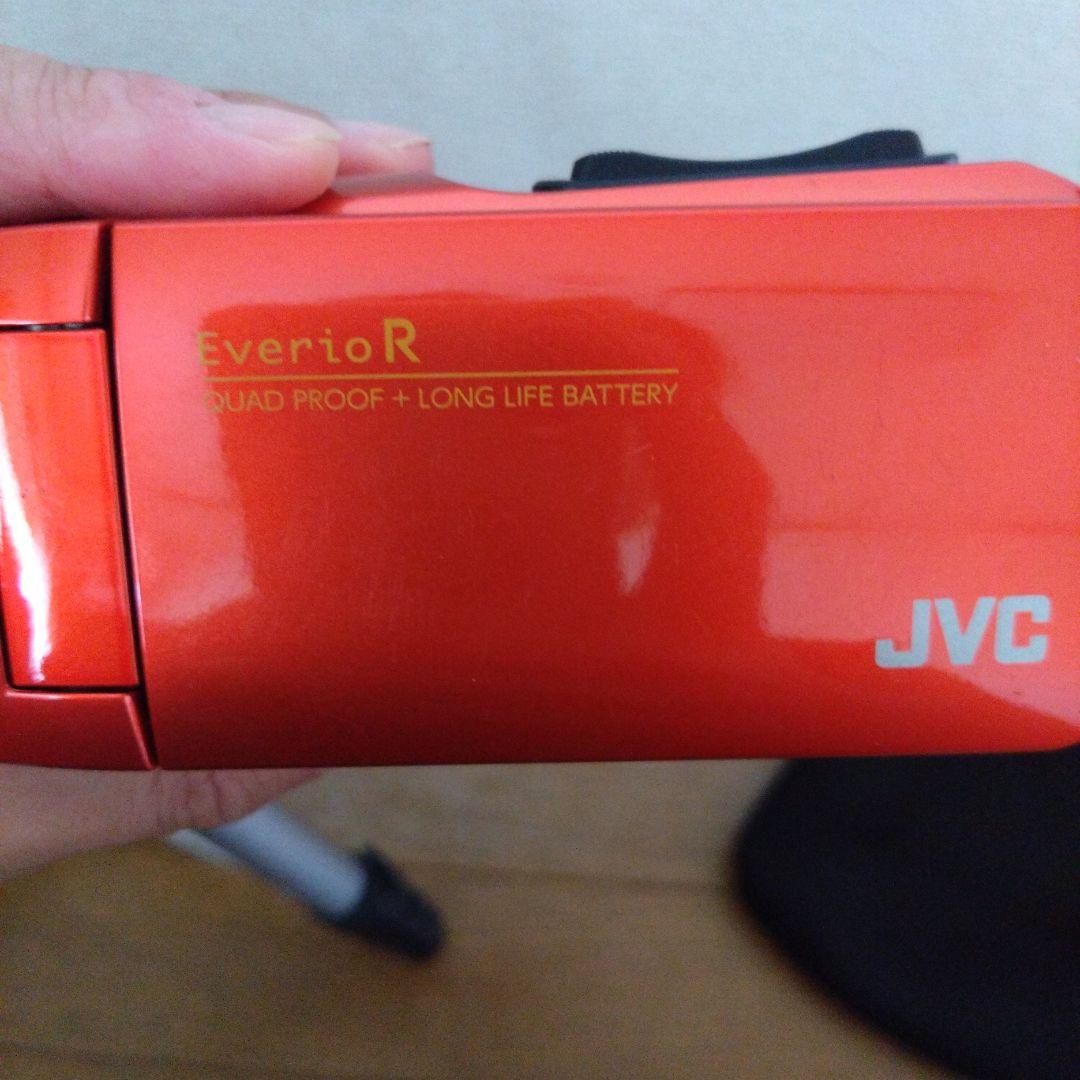 Everio R
QUAD PROOF + LONG LIFE BATTERY
JVC